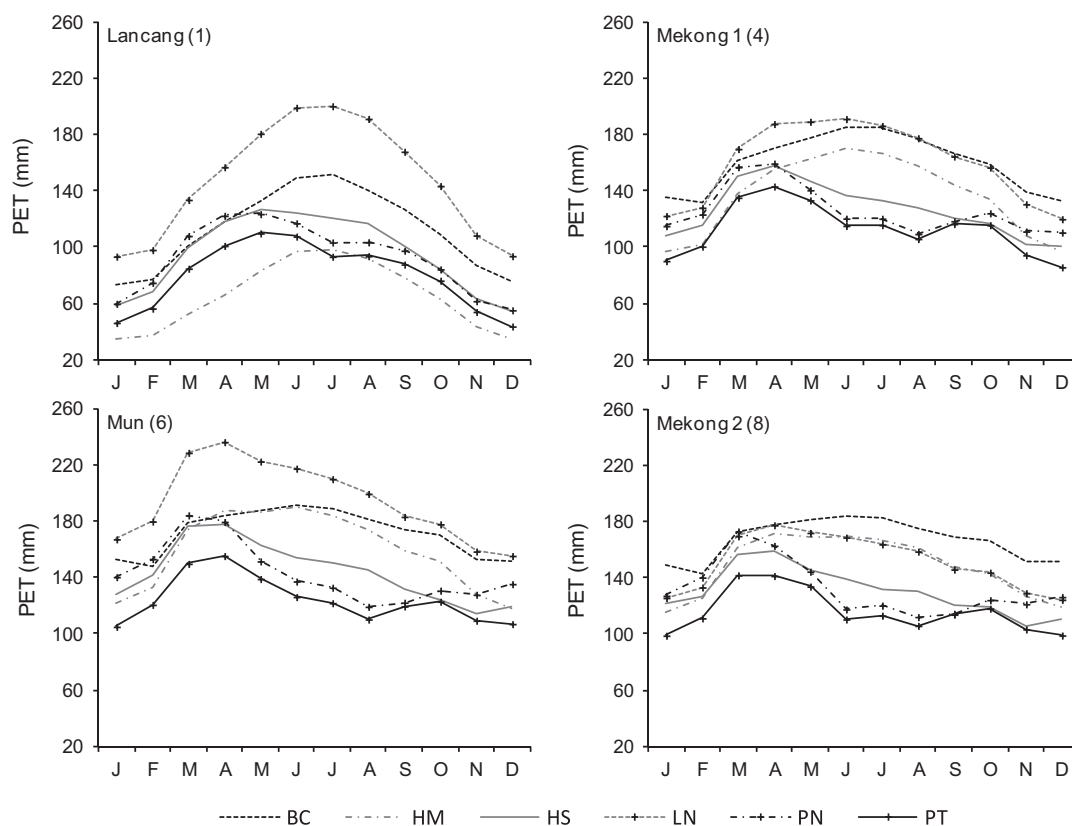 Lancang (1)
PET (mm)
260
220
180
140
100
60
20
J F M A M J J A S O N D
Mekong 1 (4)
PET (mm)
260
220
180
140
100
60
20
J F M A M J J A S O N D
Mun (6)
PET (mm)
260
220
180
140
100
60
20
J F M A M J J A S O N D
Mekong 2 (8)
PET (mm)
260
220
180
140
100
60
20
J F M A M J J A S O N D
BC HM HS LN PN PT